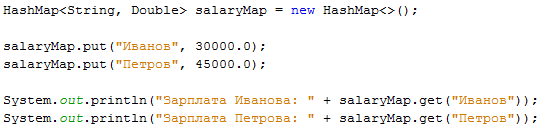 HashMap<String, Double> salaryMap = new HashMap<>();
salaryMap.put("Иванов", 30000.0);
salaryMap.put("Петров", 45000.0);
System.out.println("Зарплата Иванова: " + salaryMap.get("Иванов"));
System.out.println("Зарплата Петрова: " + salaryMap.get("Петров"));